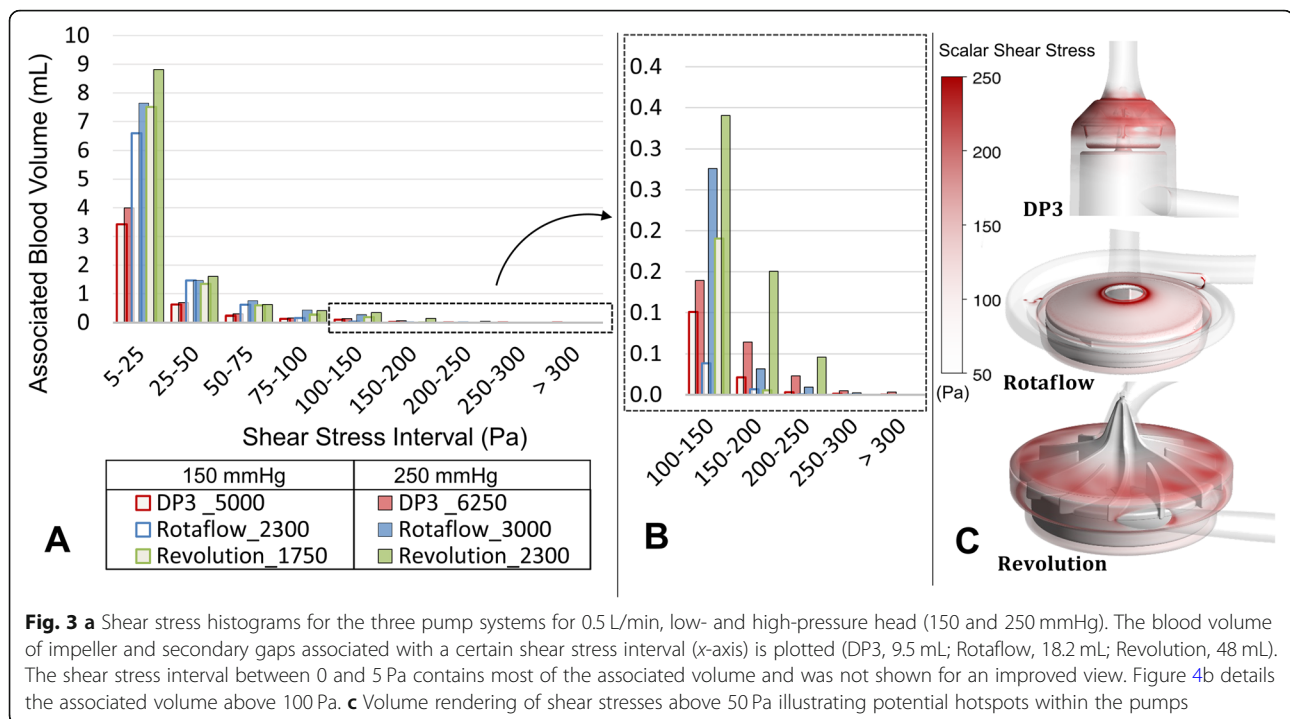 10
9
8
7
6
5
4
3
2
1
0
Associated Blood Volume (mL)
5-25
25-50
50-75
75-100
100-150
150-200
200-250
250-300
> 300
Shear Stress Interval (Pa)
150 mmHg 250 mmHg
DP3 _5000 DP3 _6250
Rotaflow_2300 Rotaflow_3000
Revolution_1750 Revolution_2300
A
0.4
0.4
0.3
0.3
0.2
0.2
0.1
0.1
0.0
100-150
150-200
200-250
250-300
> 300
B
Scalar Shear Stress
250
200
150
100
50
(Pa)
DP3
Rotaflow
Revolution
C
Fig. 3 a Shear stress histograms for the three pump systems for 0.5 L/min, low- and high-pressure head (150 and 250 mmHg). The blood volume
of impeller and secondary gaps associated with a certain shear stress interval (x-axis) is plotted (DP3, 9.5 mL; Rotaflow, 18.2 mL; Revolution, 48 mL).
The shear stress interval between 0 and 5 Pa contains most of the associated volume and was not shown for an improved view. Figure 4b details
the associated volume above 100 Pa. c Volume rendering of shear stresses above 50 Pa illustrating potential hotspots within the pumps